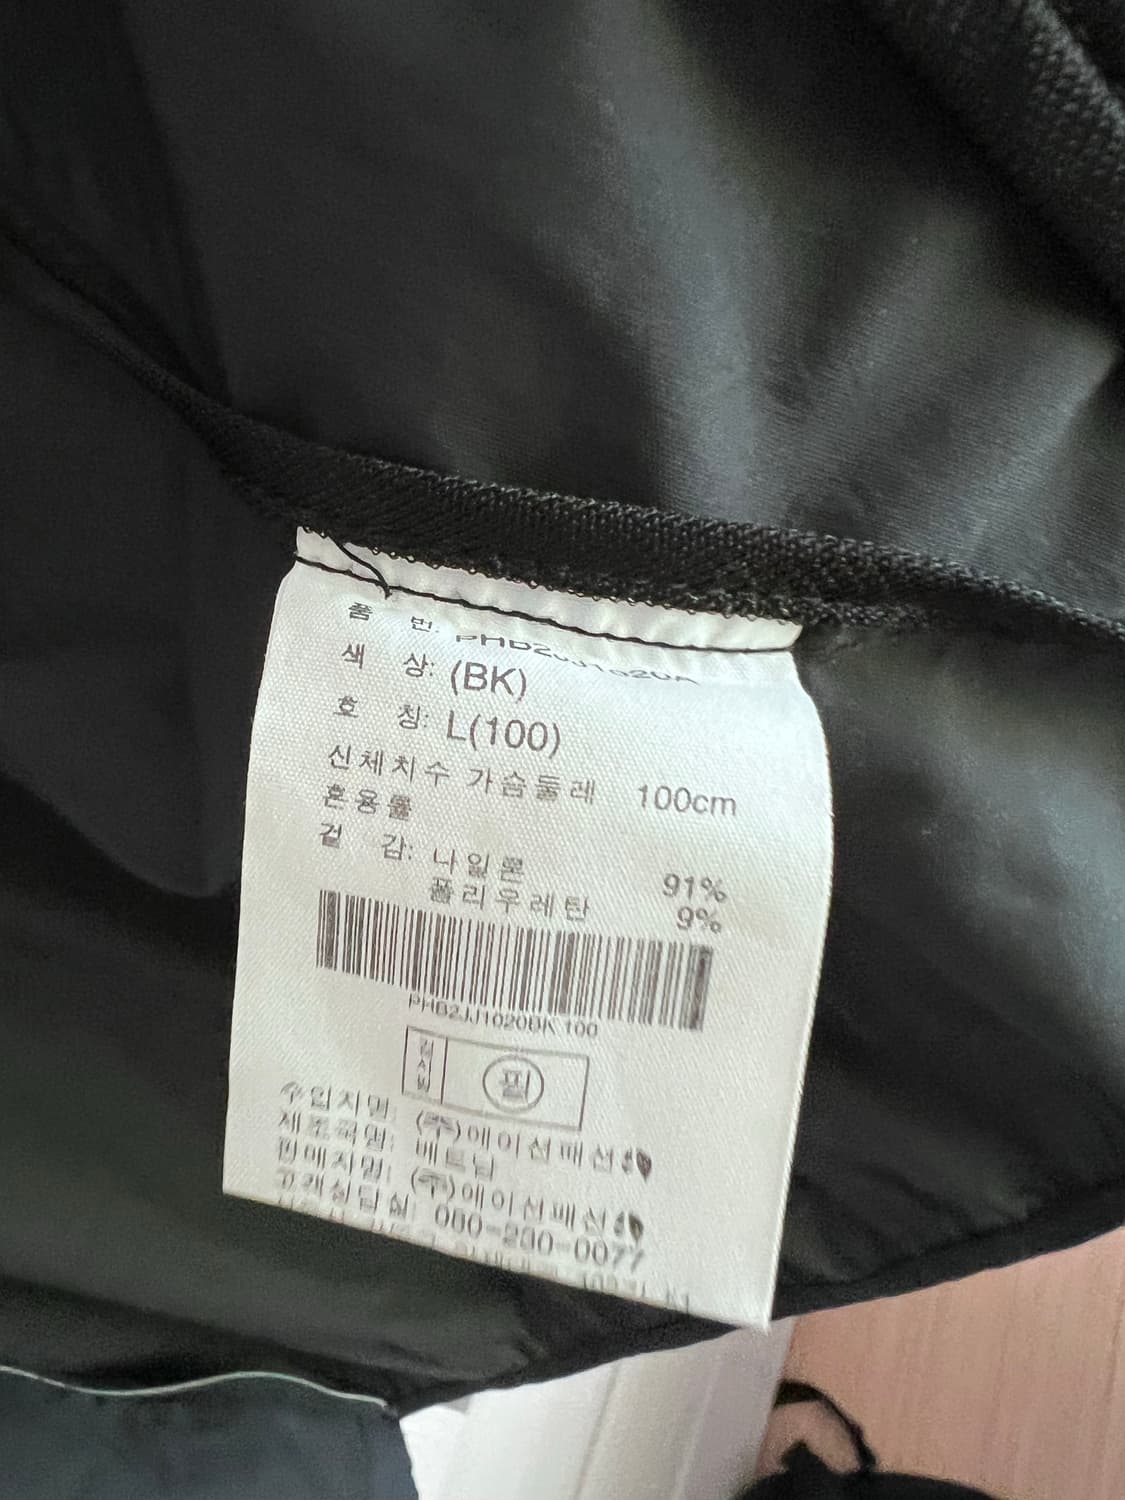 품 번:
색 상: (BK)
호 칭: L(100)
신체치수 가슴둘레 100cm
혼용률
겉 감: 나일론 91%
폴리우레탄 9%
PHB2JJ1020BK 100
검사필 필
수입자명: (주)에이션패션
제조국명: 베트남
판매자명: (주)에이션패션
고객상담실: 080-230-0077